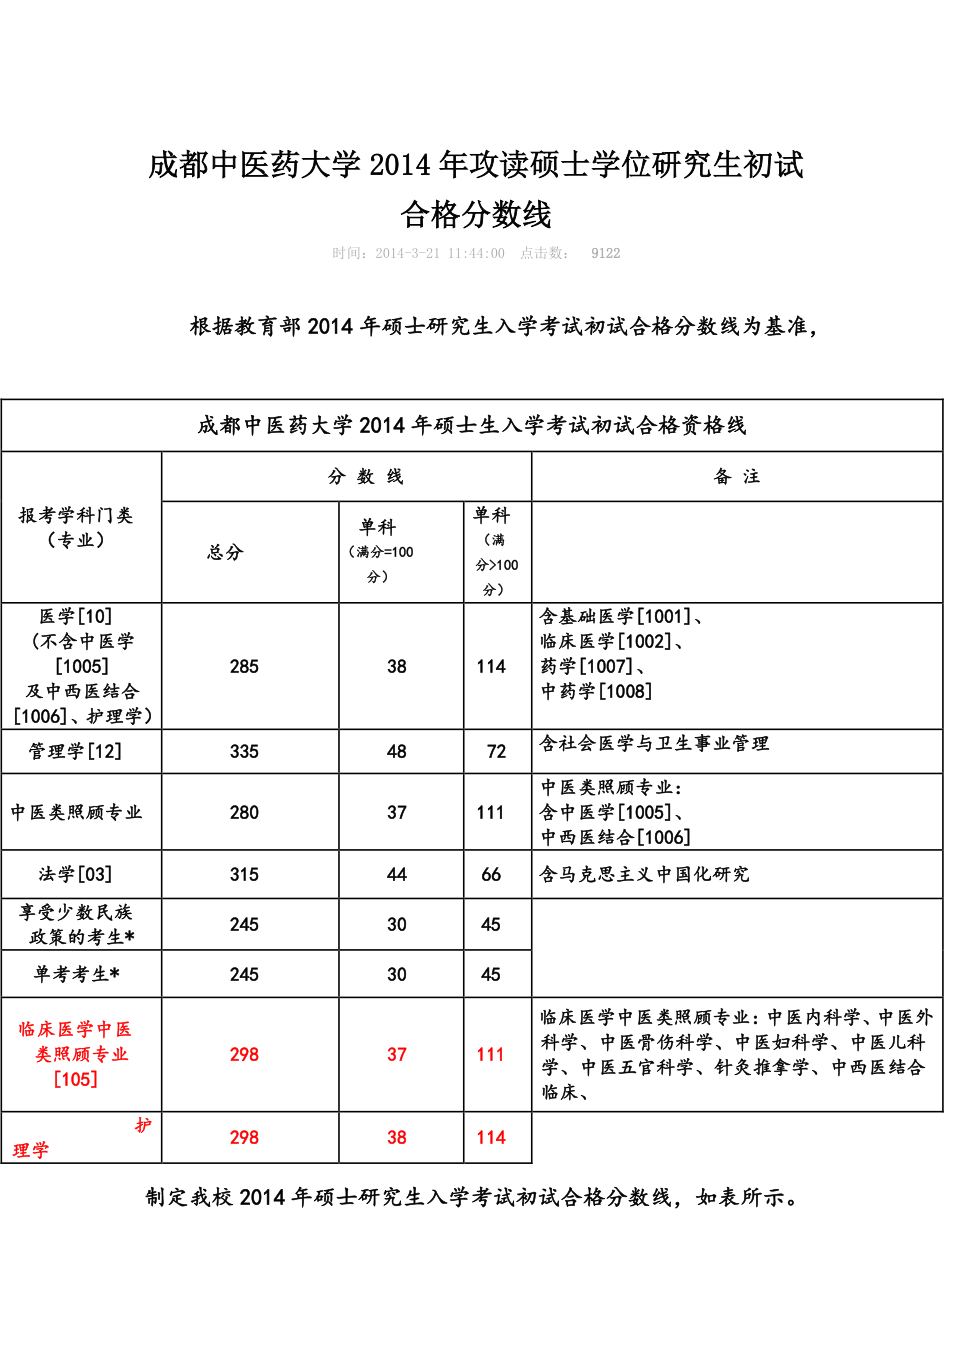 成都中医药大学 2014 年攻读硕士学位研究生初试
合格分数线
时间：2014-3-21 11:44:00 点击数： 9122
根据教育部 2014 年硕士研究生入学考试初试合格分数线为基准，
成都中医药大学 2014 年硕士生入学考试初试合格资格线
报考学科门类
（专业）
分 数 线
备 注
总分
单科
（满分=100
分）
单科
（满
分>100
分）
医学[10]
（不含中医学
[1005]
及中西医结合
[1006]、护理学）
285
38
114
含基础医学[1001]、
临床医学[1002]、
药学[1007]、
中药学[1008]
管理学[12]
335
48
72
含社会医学与卫生事业管理
中医类照顾专业
280
37
111
中医类照顾专业：
含中医学[1005]、
中西医结合[1006]
法学[03]
315
44
66
含马克思主义中国化研究
享受少数民族
政策的考生*
245
30
45
单考考生*
245
30
45
临床医学中医
类照顾专业
[105]
298
37
111
临床医学中医类照顾专业：中医内科学、中医外
科学、中医骨伤科学、中医妇科学、中医儿科
学、中医五官科学、针灸推拿学、中西医结合
临床、
护
理学
298
38
114
制定我校 2014 年硕士研究生入学考试初试合格分数线，如表所示。